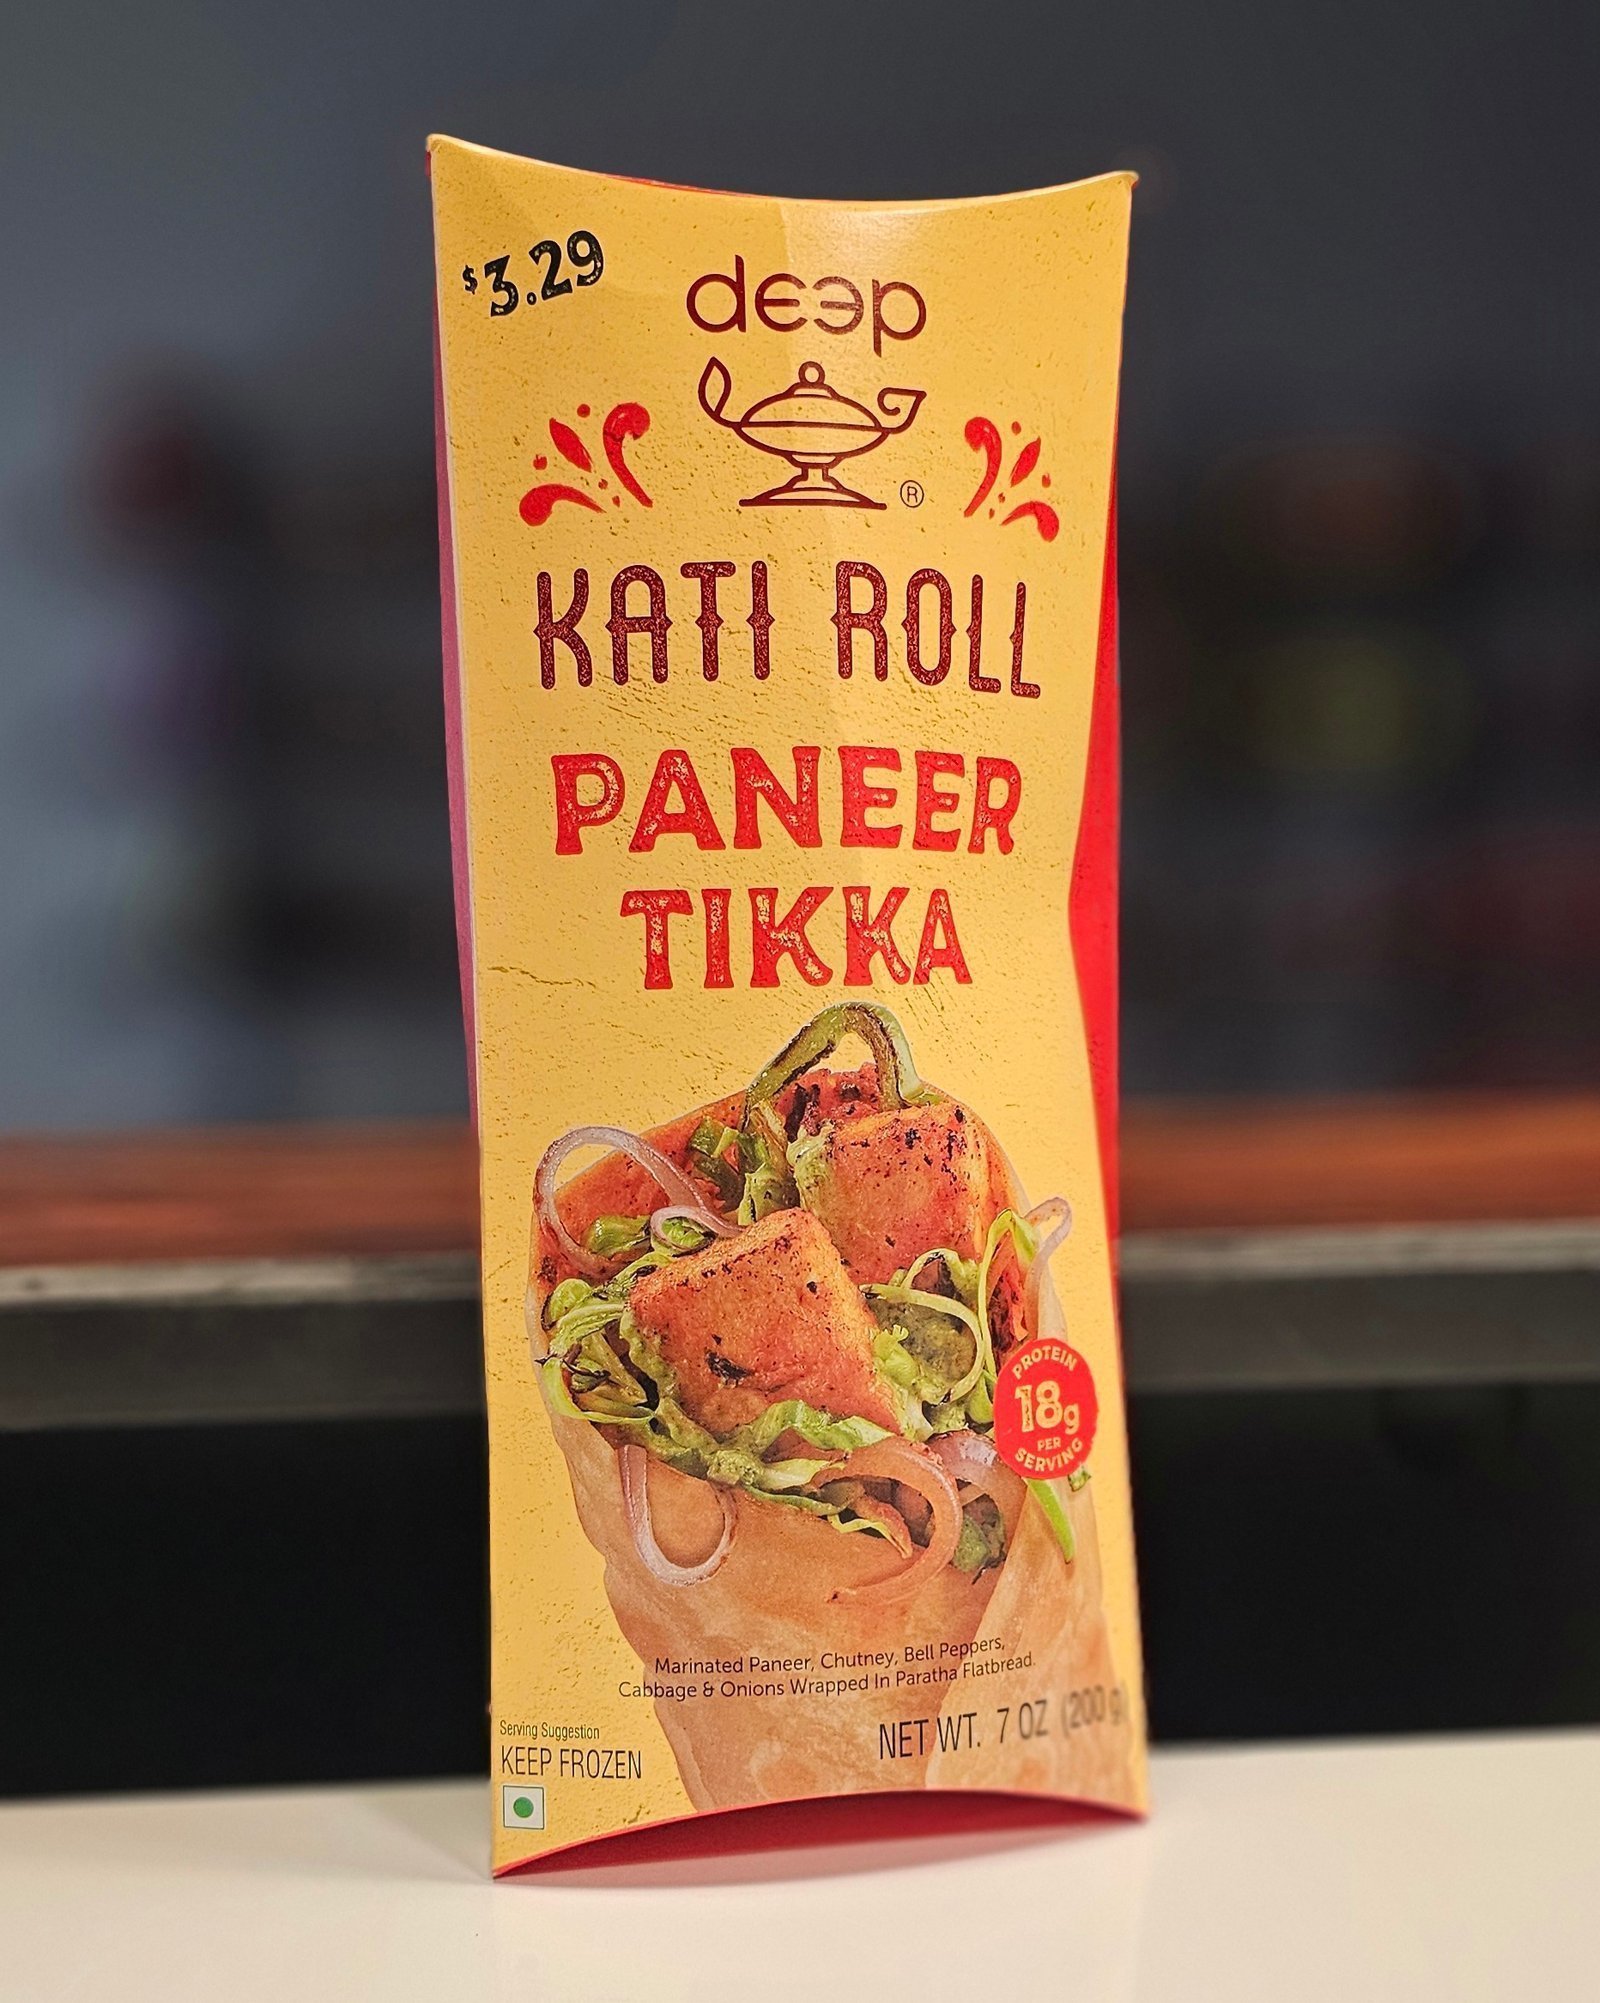 $3.29
deep
®
KATI ROLL
PANEER
TIKKA
PROTEIN
18g
PER
SERVING
Marinated Paneer, Chutney, Bell Peppers,
Cabbage & Onions Wrapped In Paratha Flatbread.
NET WT. 7 OZ (200 g)
Serving Suggestion
KEEP FROZEN